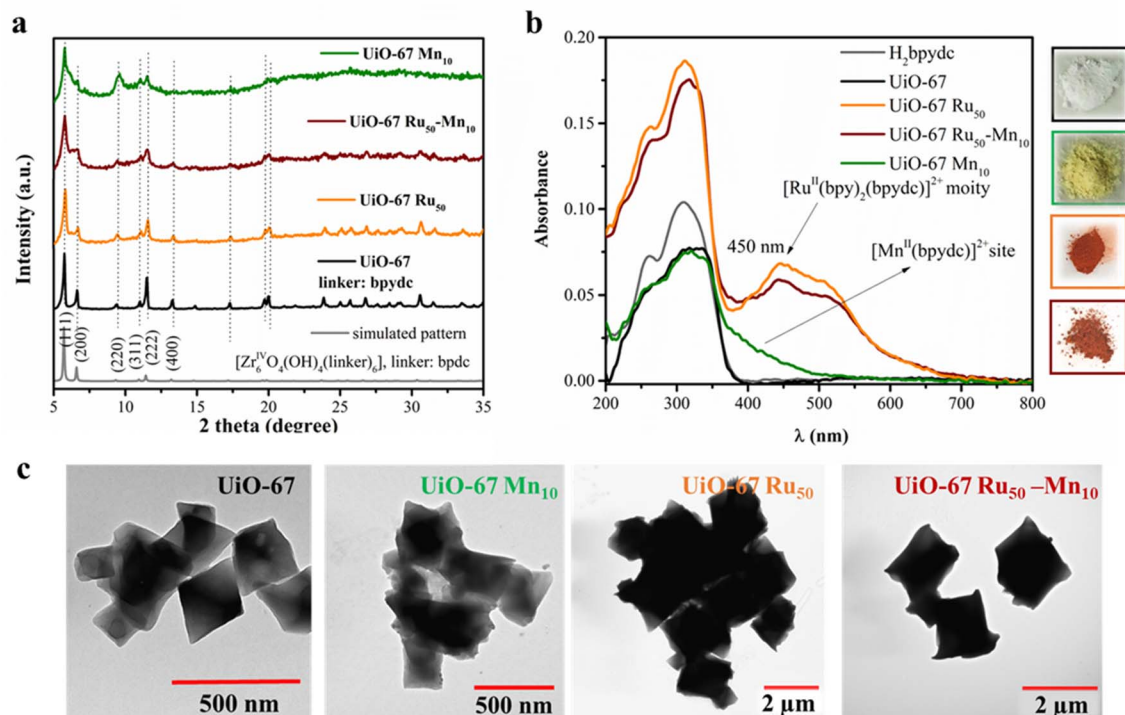 a
Intensity (a.u.)
UiO-67 Mn10
UiO-67 Ru50-Mn10
UiO-67 Ru50
UiO-67
linker: bpydc
simulated pattern
[Zr6IVO4(OH)4(linker)6], linker: bpdc
(111)
(200)
(220)
(311)
(222)
(400)
5 10 15 20 25 30 35
2 theta (degree)
b
Absorbance
0.20
0.15
0.10
0.05
0.00
H2bpydc
UiO-67
UiO-67 Ru50
UiO-67 Ru50-Mn10
UiO-67 Mn10
[RuII(bpy)2(bpydc)]2+ moity
450 nm
[MnII(bpydc)]2+ site
200 300 400 500 600 700 800
λ (nm)
c
UiO-67
500 nm
UiO-67 Mn10
500 nm
UiO-67 Ru50
2 µm
UiO-67 Ru50 –Mn10
2 µm